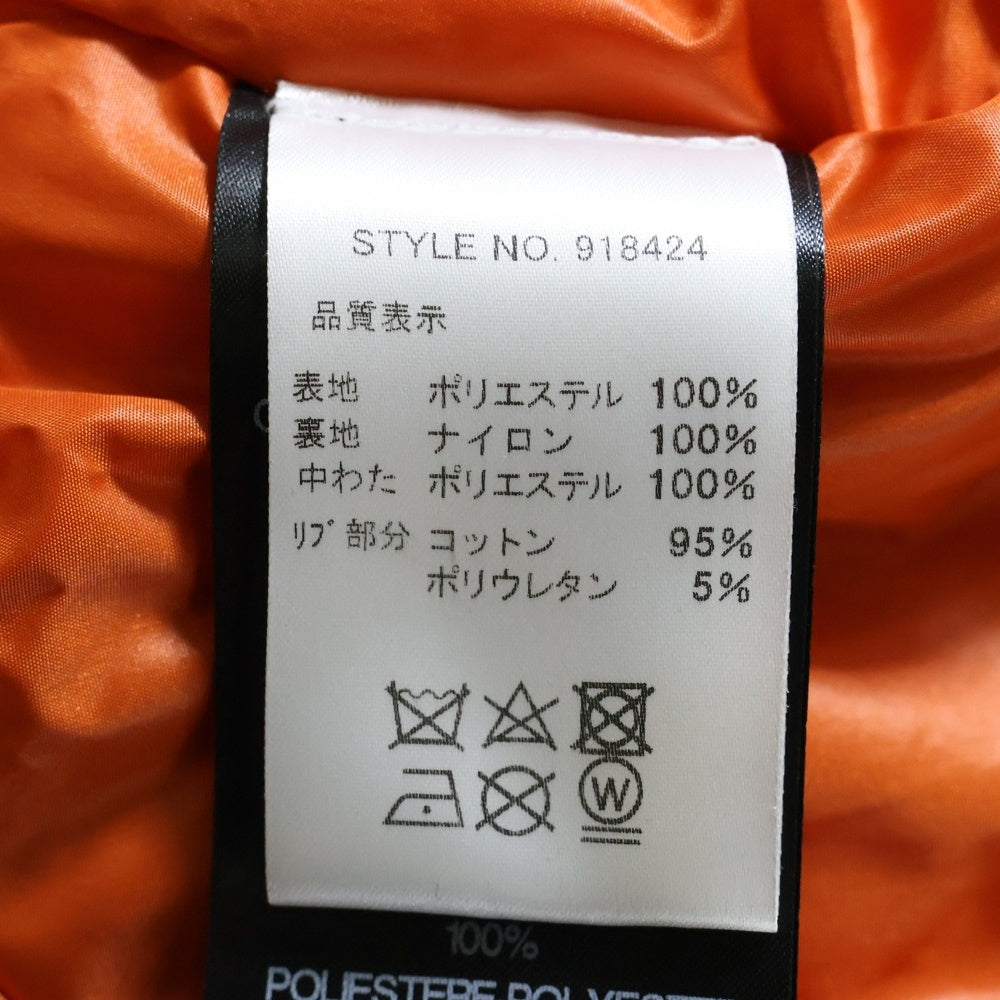 STYLE NO. 918424
品質表示
表地 ポリエステル 100%
裏地 ナイロン 100%
中わた ポリエステル 100%
リブ部分 コットン 95%
ポリウレタン 5%
W
100%
POLIESTERE POLYESTE